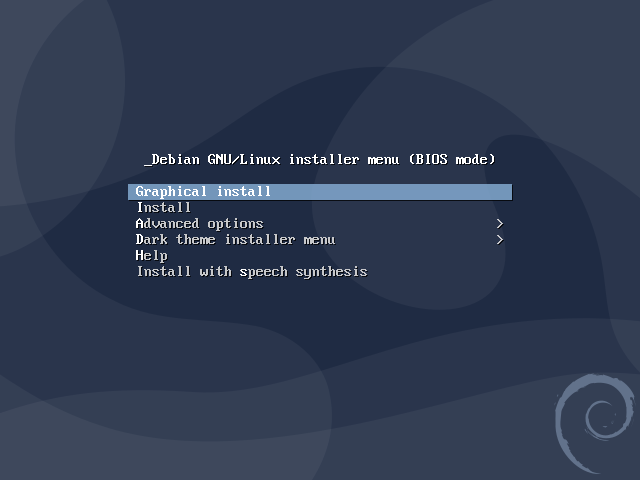 _Debian GNU/Linux installer menu (BIOS mode)
Graphical install
Install
Advanced options >
Dark theme installer menu >
Help
Install with speech synthesis